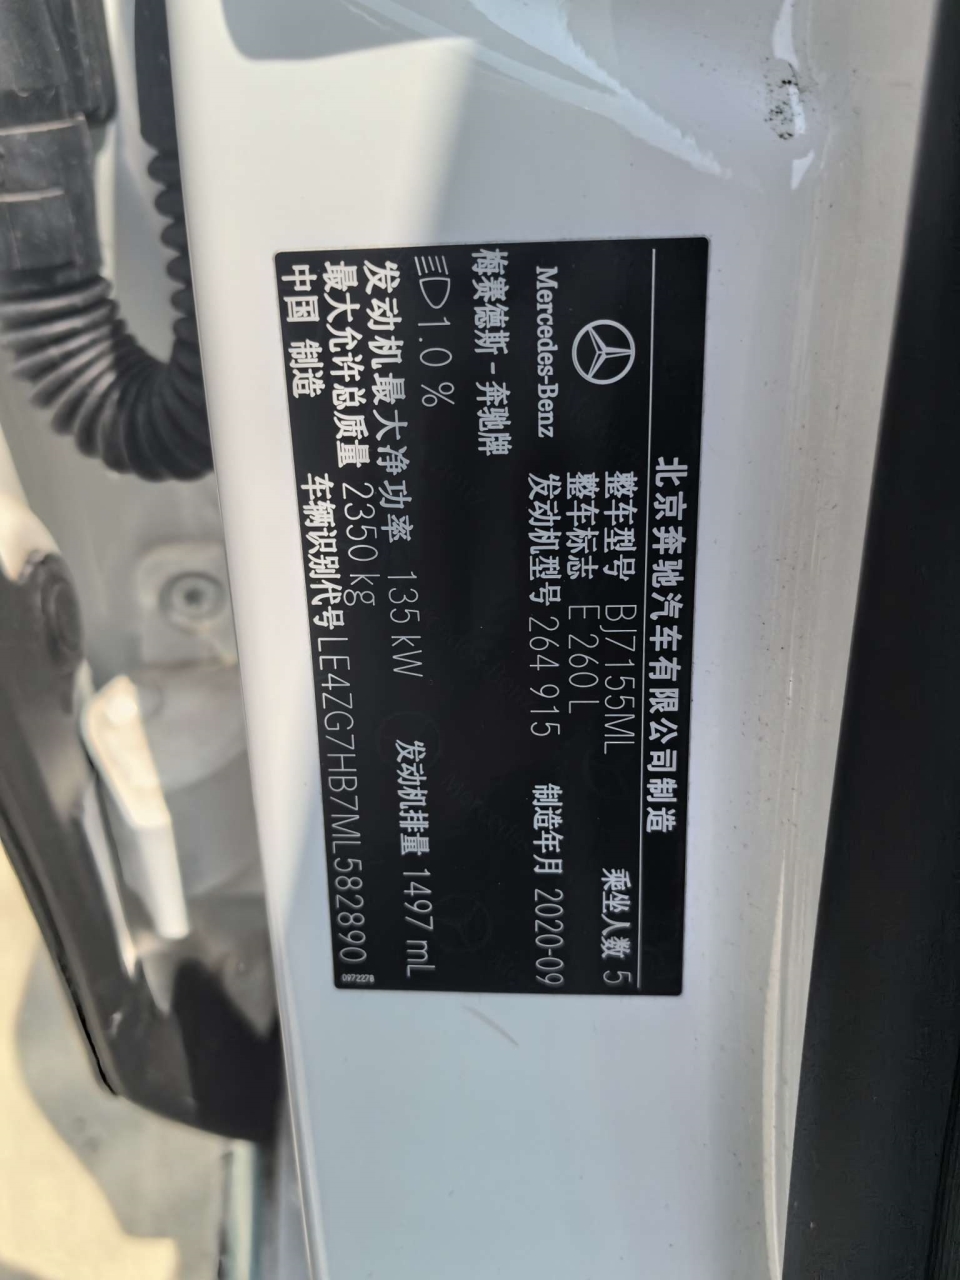 北京奔驰汽车有限公司制造
整车型号 BJ7155ML 乘坐人数 5
整车标志 E 260 L
Mercedes-Benz 发动机型号 264 915 制造年月 2020-09
梅赛德斯-奔驰牌
1.0 %
发动机最大净功率 135 kW 发动机排量 1497 mL
最大允许总质量 2350 kg
中国 制造 车辆识别代号 LE4ZG7HB7ML582890
0972278